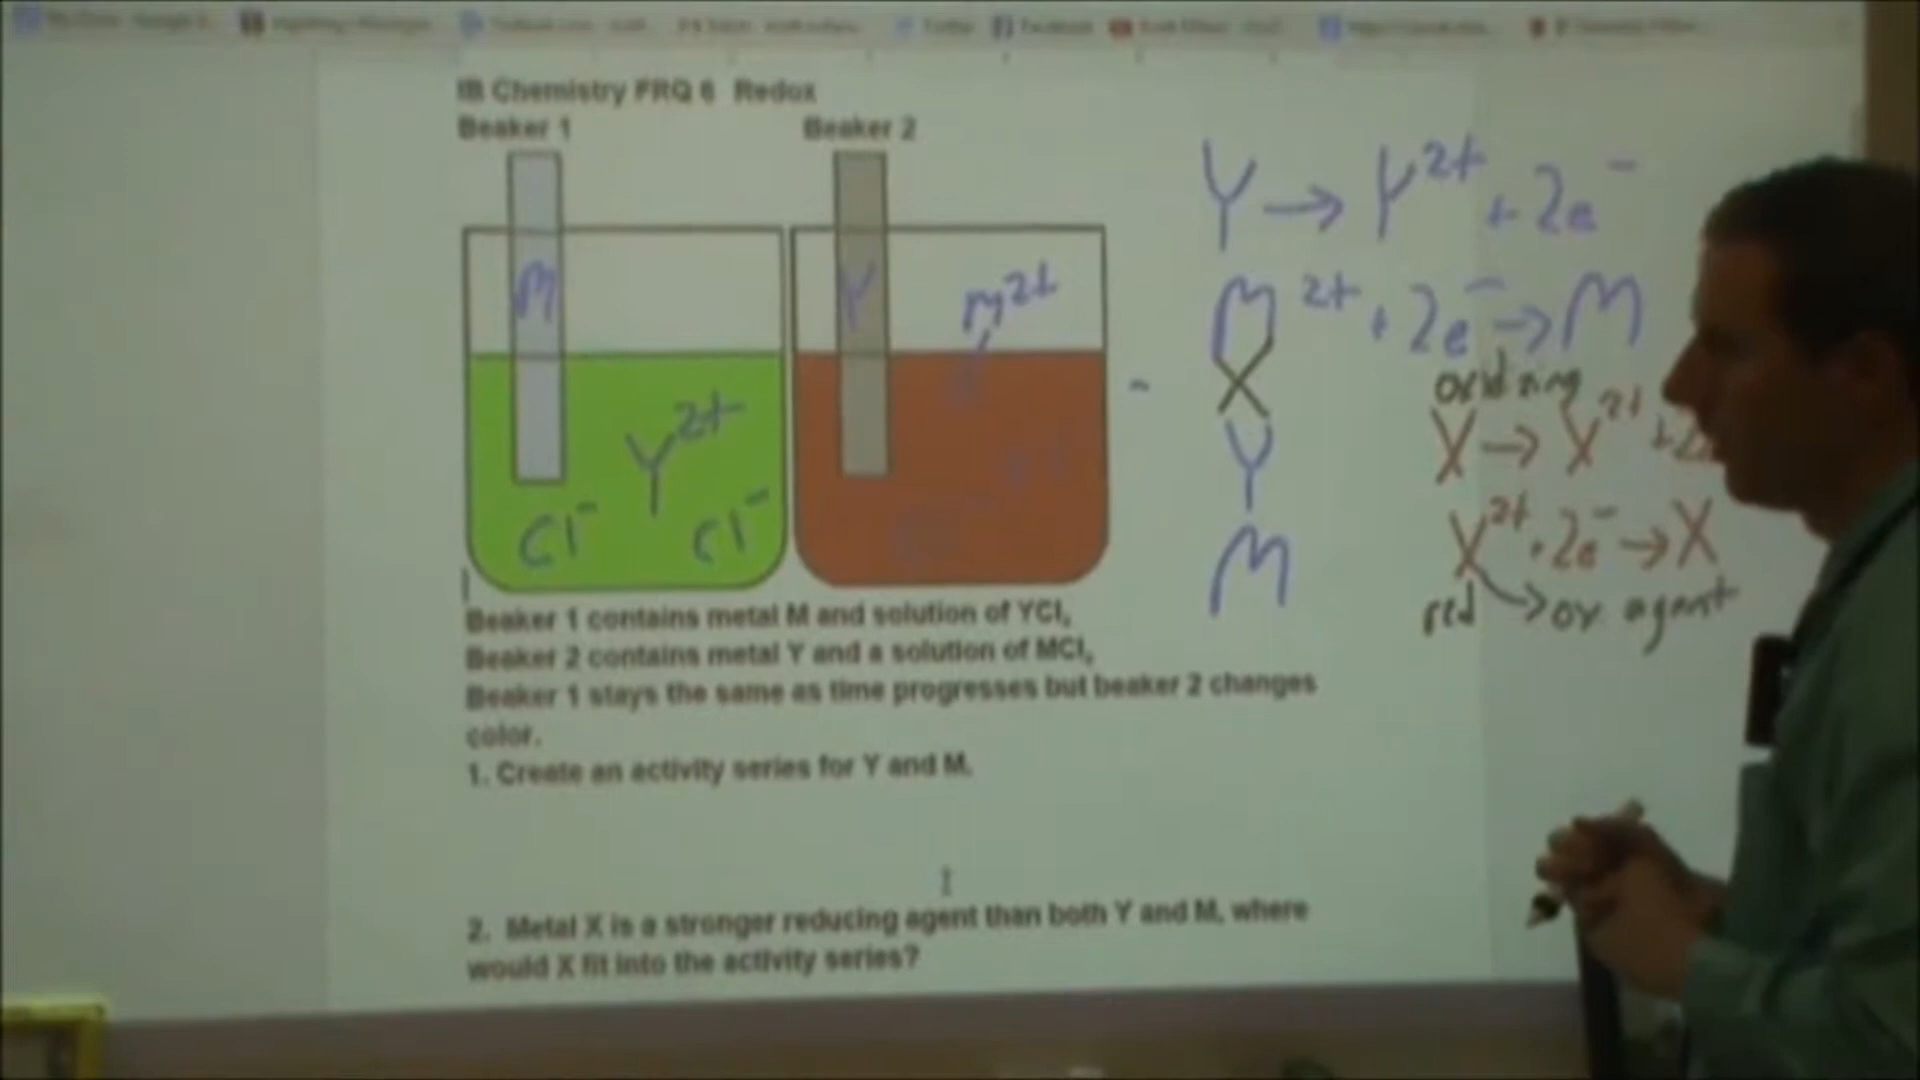 Twitter
Facebook
IB Chemistry FRQ 6 Redox
Beaker 1
Beaker 2
M
Y
M²⁺
Y²⁺
Cl⁻
Cl⁻
Y → Y²⁺ + 2e⁻
M²⁺ + 2e⁻ → M
X
Y
M
oxidizing
X → X²⁺ + 2
X²⁺ + 2e⁻ → X
red → ox. agent
Beaker 1 contains metal M and solution of YCl₂
Beaker 2 contains metal Y and a solution of MCl₂
Beaker 1 stays the same as time progresses but beaker 2 changes
color.
1. Create an activity series for Y and M.
2. Metal X is a stronger reducing agent than both Y and M, where
would X fit into the activity series?